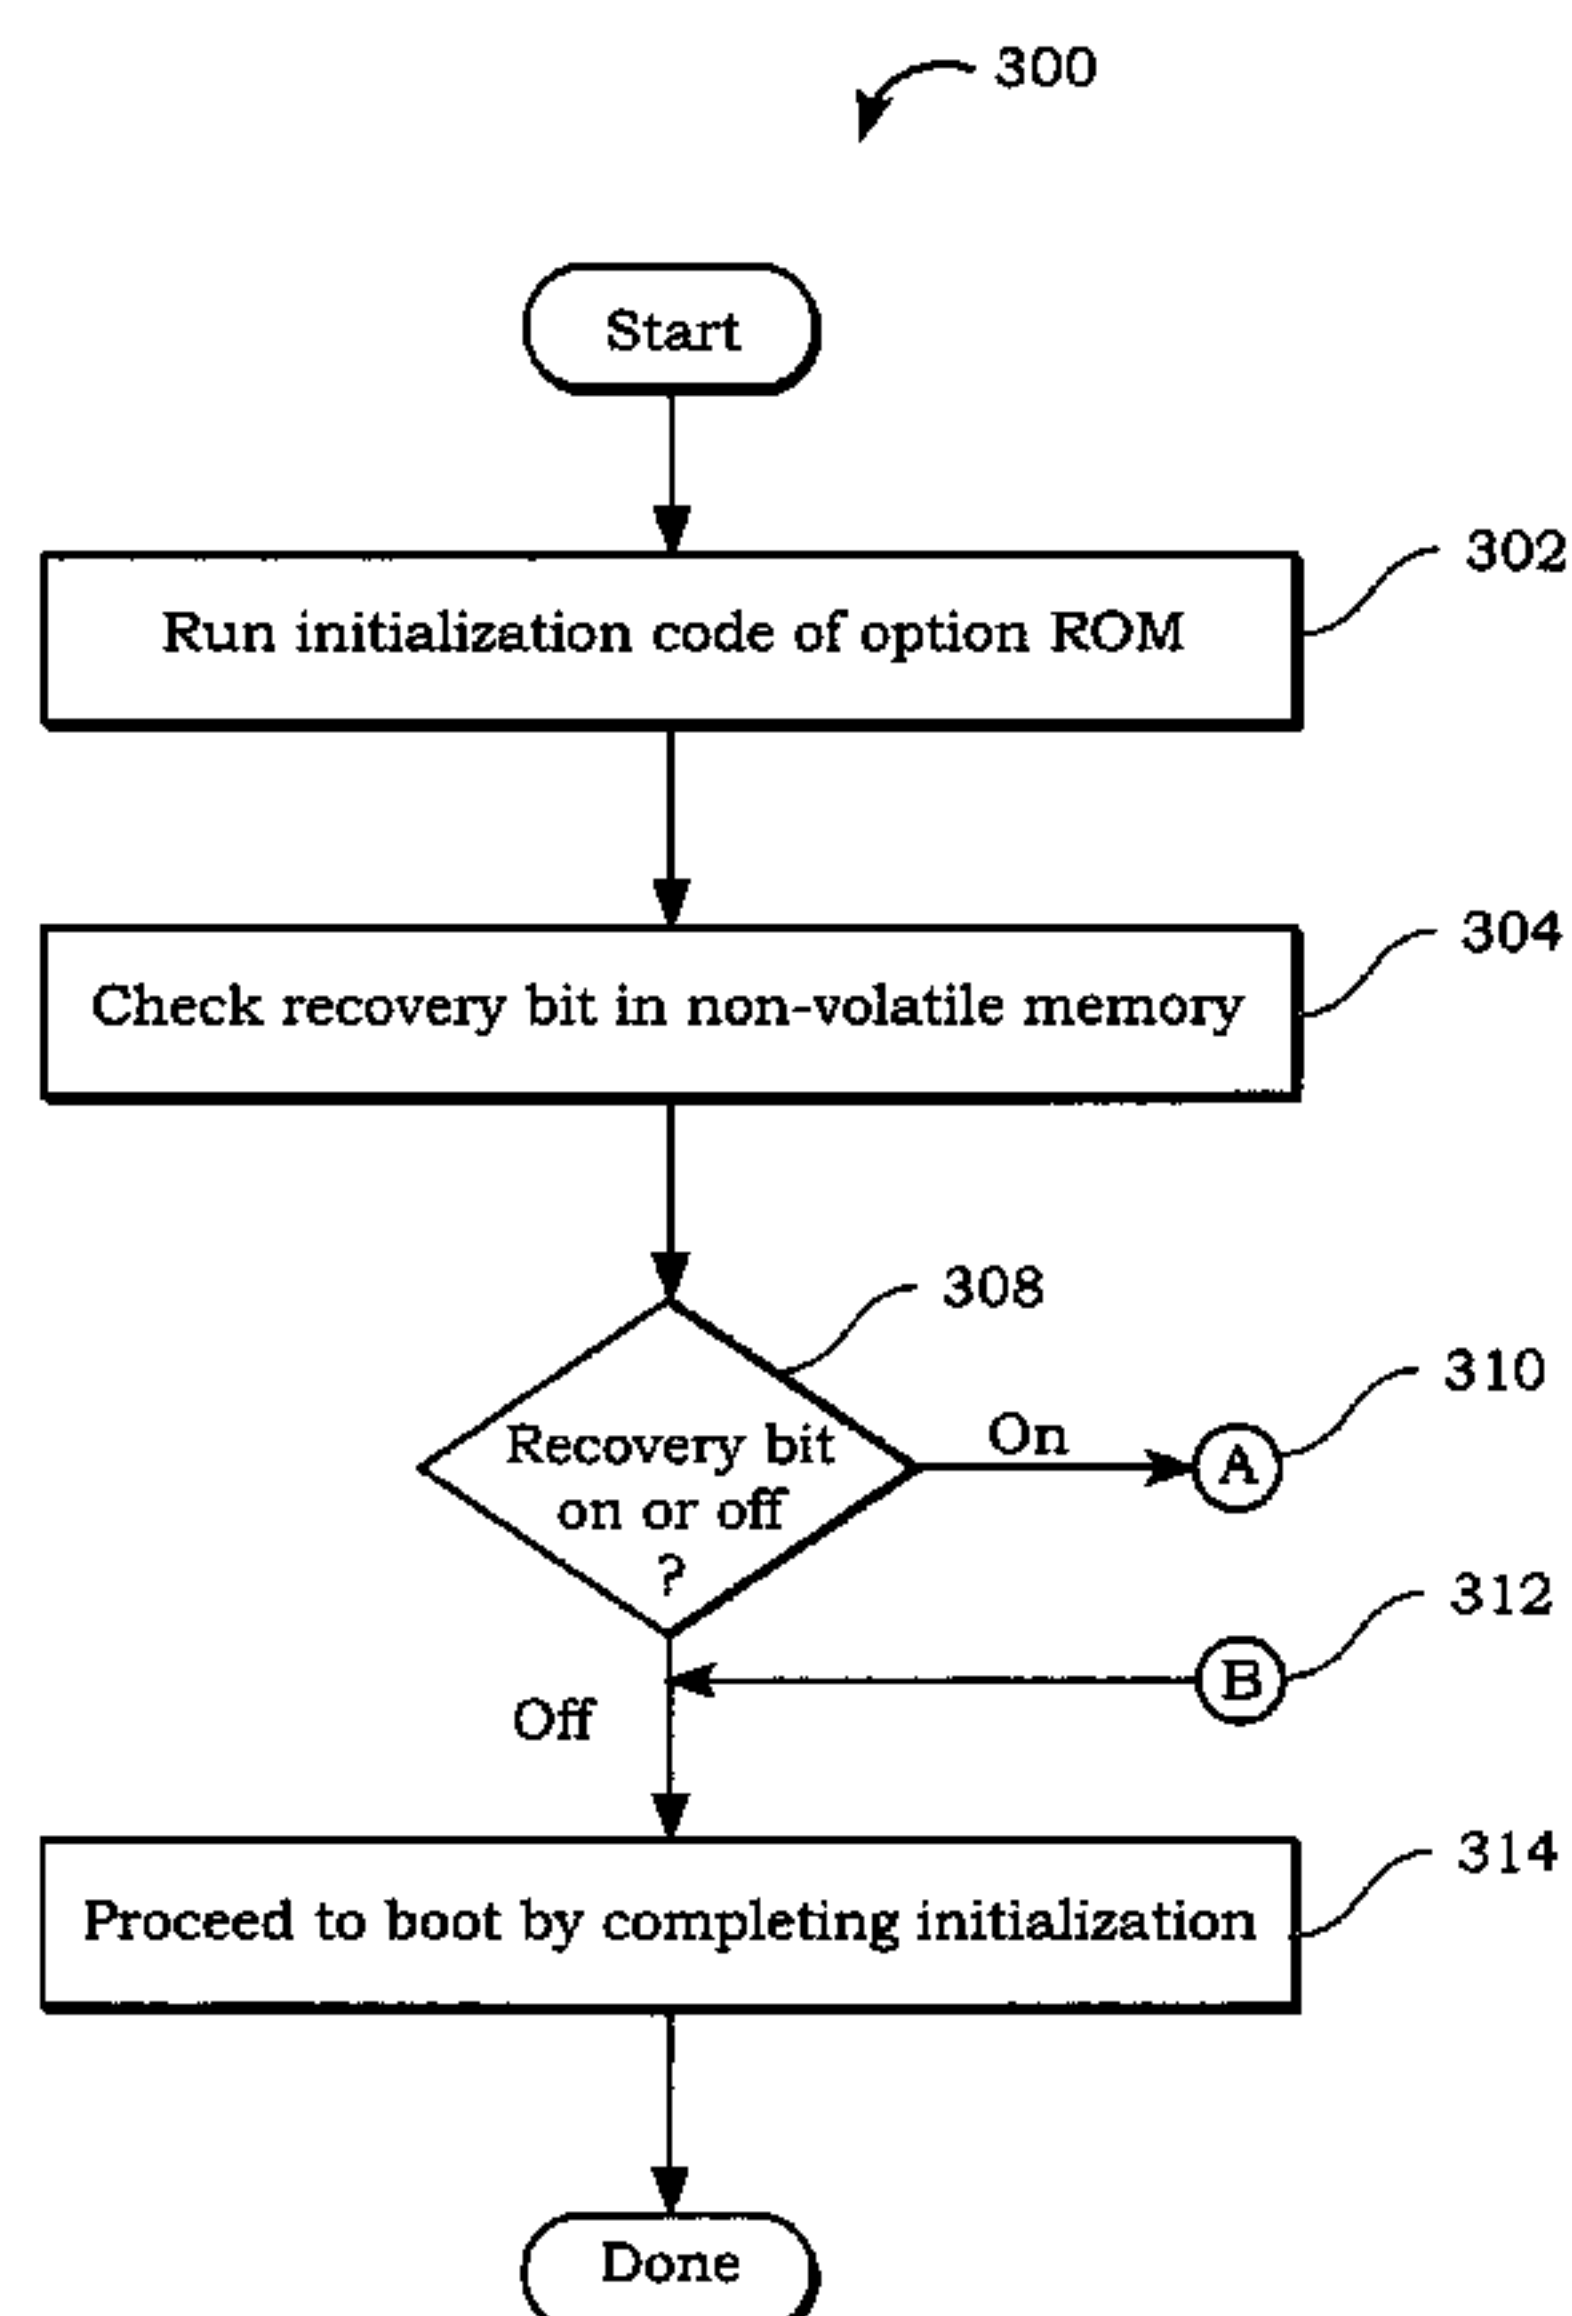 300
Start
302
Run initialization code of option ROM
304
Check recovery bit in non-volatile memory
308
310
Recovery bit
on or off
?
On
A
312
B
Off
314
Proceed to boot by completing initialization
Done